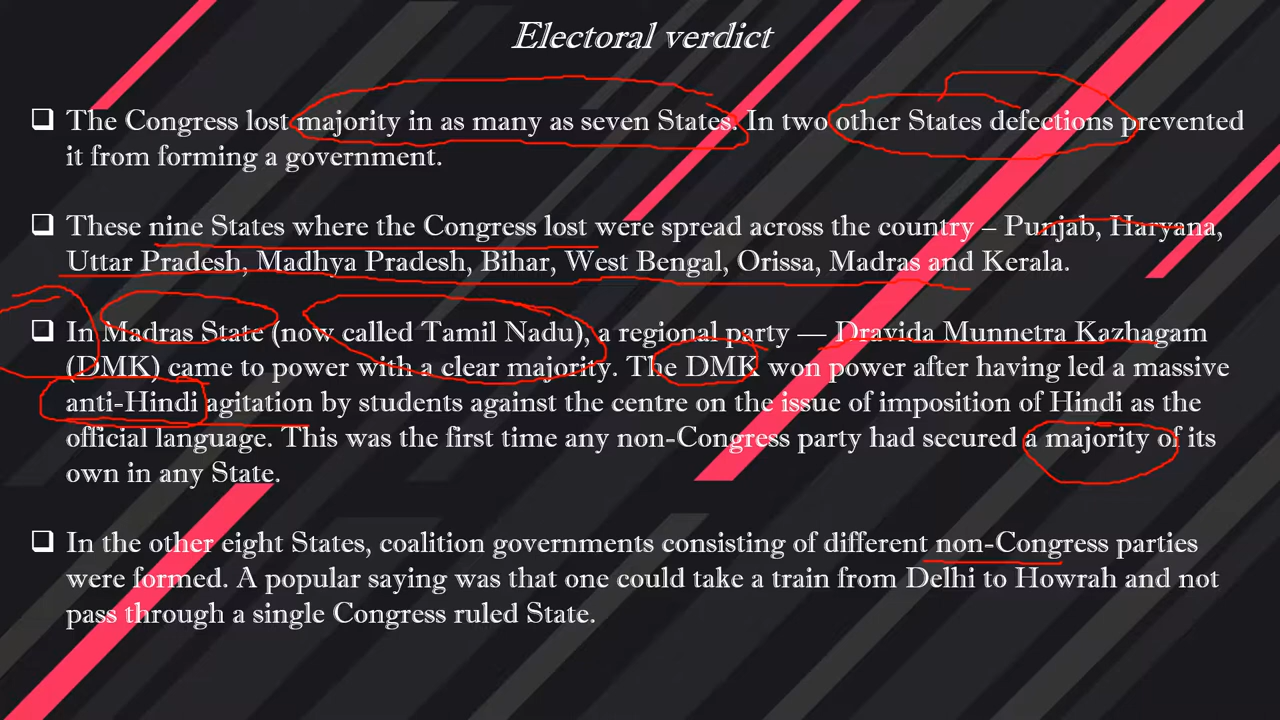 Electoral verdict
❑ The Congress lost majority in as many as seven States. In two other States defections prevented
it from forming a government.
❑ These nine States where the Congress lost were spread across the country – Punjab, Haryana,
Uttar Pradesh, Madhya Pradesh, Bihar, West Bengal, Orissa, Madras and Kerala.
❑ In Madras State (now called Tamil Nadu), a regional party — Dravida Munnetra Kazhagam
(DMK) came to power with a clear majority. The DMK won power after having led a massive
anti-Hindi agitation by students against the centre on the issue of imposition of Hindi as the
official language. This was the first time any non-Congress party had secured a majority of its
own in any State.
❑ In the other eight States, coalition governments consisting of different non-Congress parties
were formed. A popular saying was that one could take a train from Delhi to Howrah and not
pass through a single Congress ruled State.